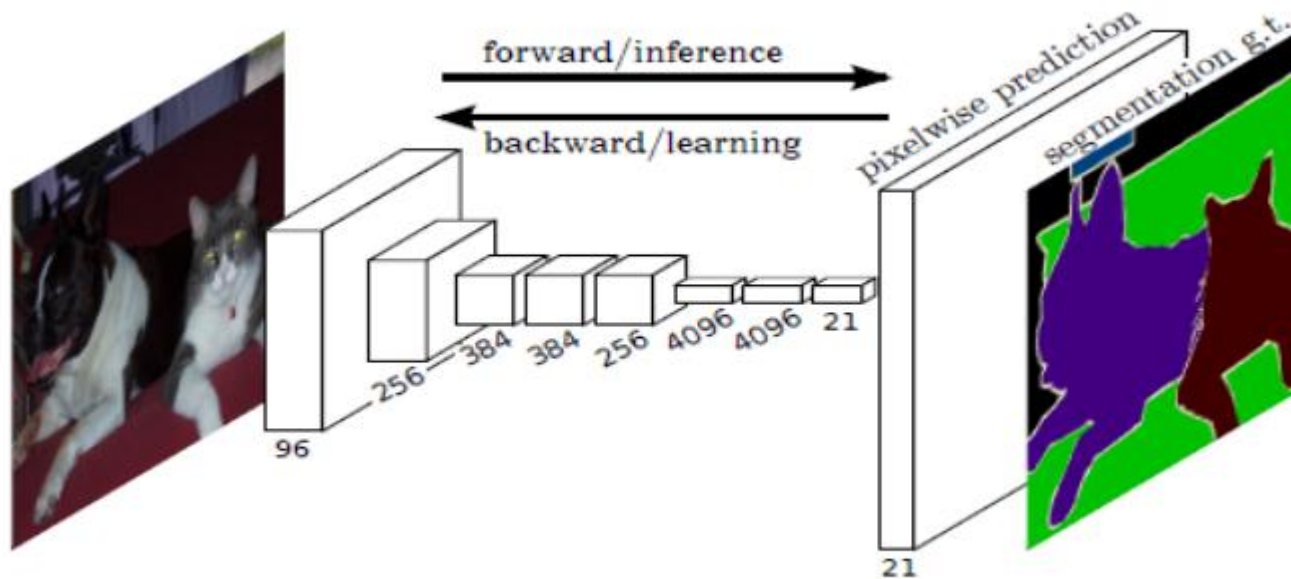 forward/inference
backward/learning
pixelwise prediction
segmentation g.t.
96
256
384
384
256
4096
4096
21
21